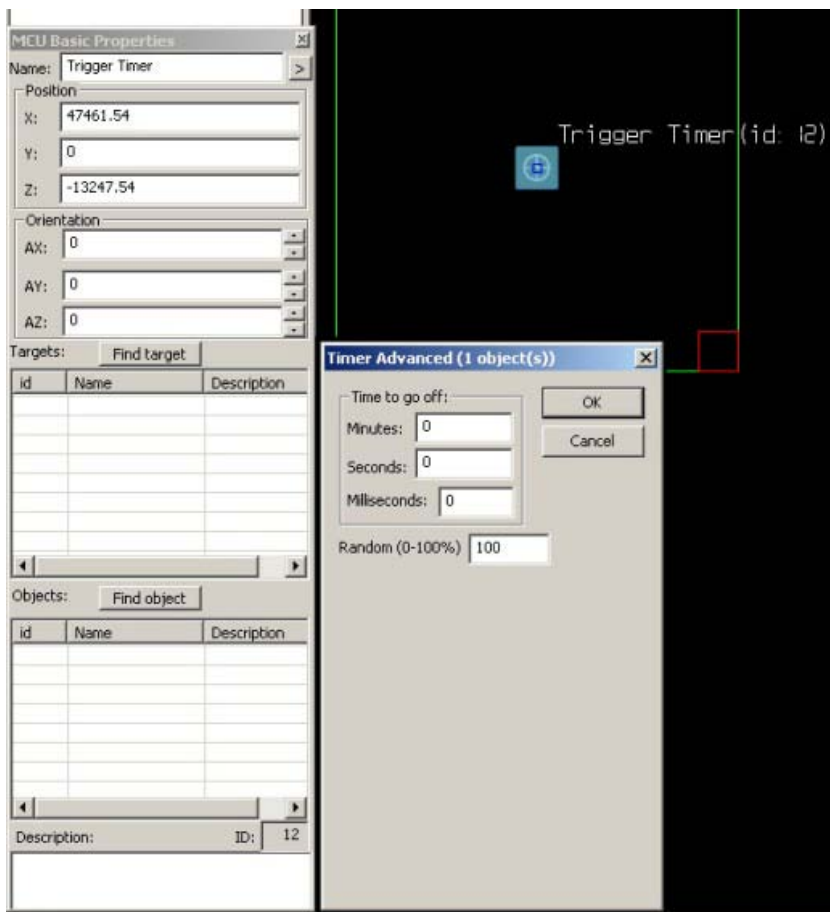 MCU Basic Properties
Name: Trigger Timer >
Position
X: 47461.54
Y: 0
Z: -13247.54
Orientation
AX: 0
AY: 0
AZ: 0
Targets: Find target
id Name Description
Objects: Find object
id Name Description
Description: ID: 12
Trigger Timer(id: 12)
Timer Advanced (1 object(s))
Time to go off:
OK
Minutes: 0
Cancel
Seconds: 0
Milliseconds: 0
Random (0-100%) 100